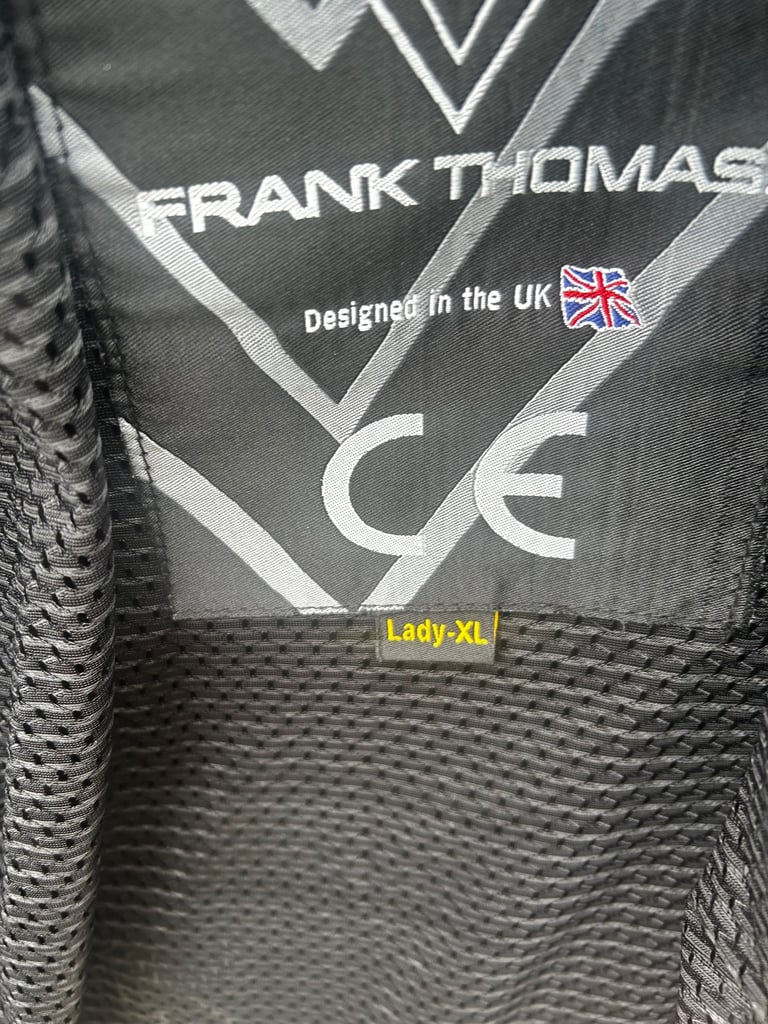 FRANK THOMAS
Designed in the UK
CE
Lady-XL